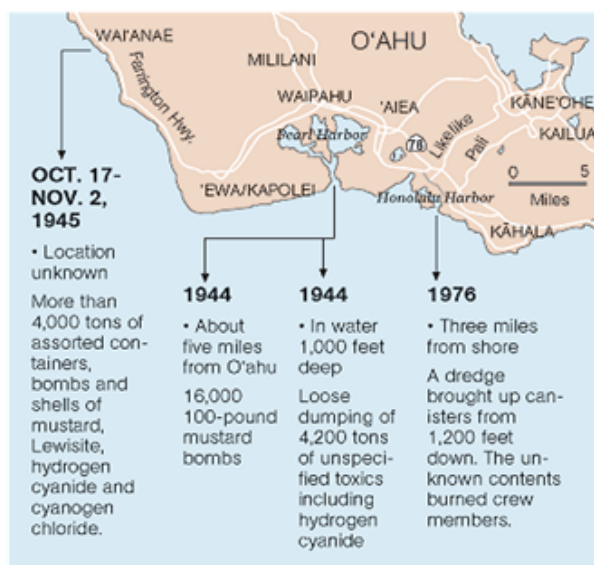 WAI'ANAE
O'AHU
MILILANI
Farrington Hwy.
WAIPAHU
'AIEA
KĀNE'OHE
Pearl Harbor
78
Likelike
Pali
KAILUA
'EWA/KAPOLEI
Honolulu Harbor
0 5
Miles
KĀHALA
OCT. 17-
NOV. 2,
1945
• Location
unknown
More than
4,000 tons of
assorted con-
tainers,
bombs and
shells of
mustard,
Lewisite,
hydrogen
cyanide and
cyanogen
chloride.
1944
• About
five miles
from O'ahu
16,000
100-pound
mustard
bombs
1944
• In water
1,000 feet
deep
Loose
dumping of
4,200 tons
of unspeci-
fied toxics
including
hydrogen
cyanide
1976
• Three miles
from shore
A dredge
brought up can-
isters from
1,200 feet
down. The un-
known contents
burned crew
members.